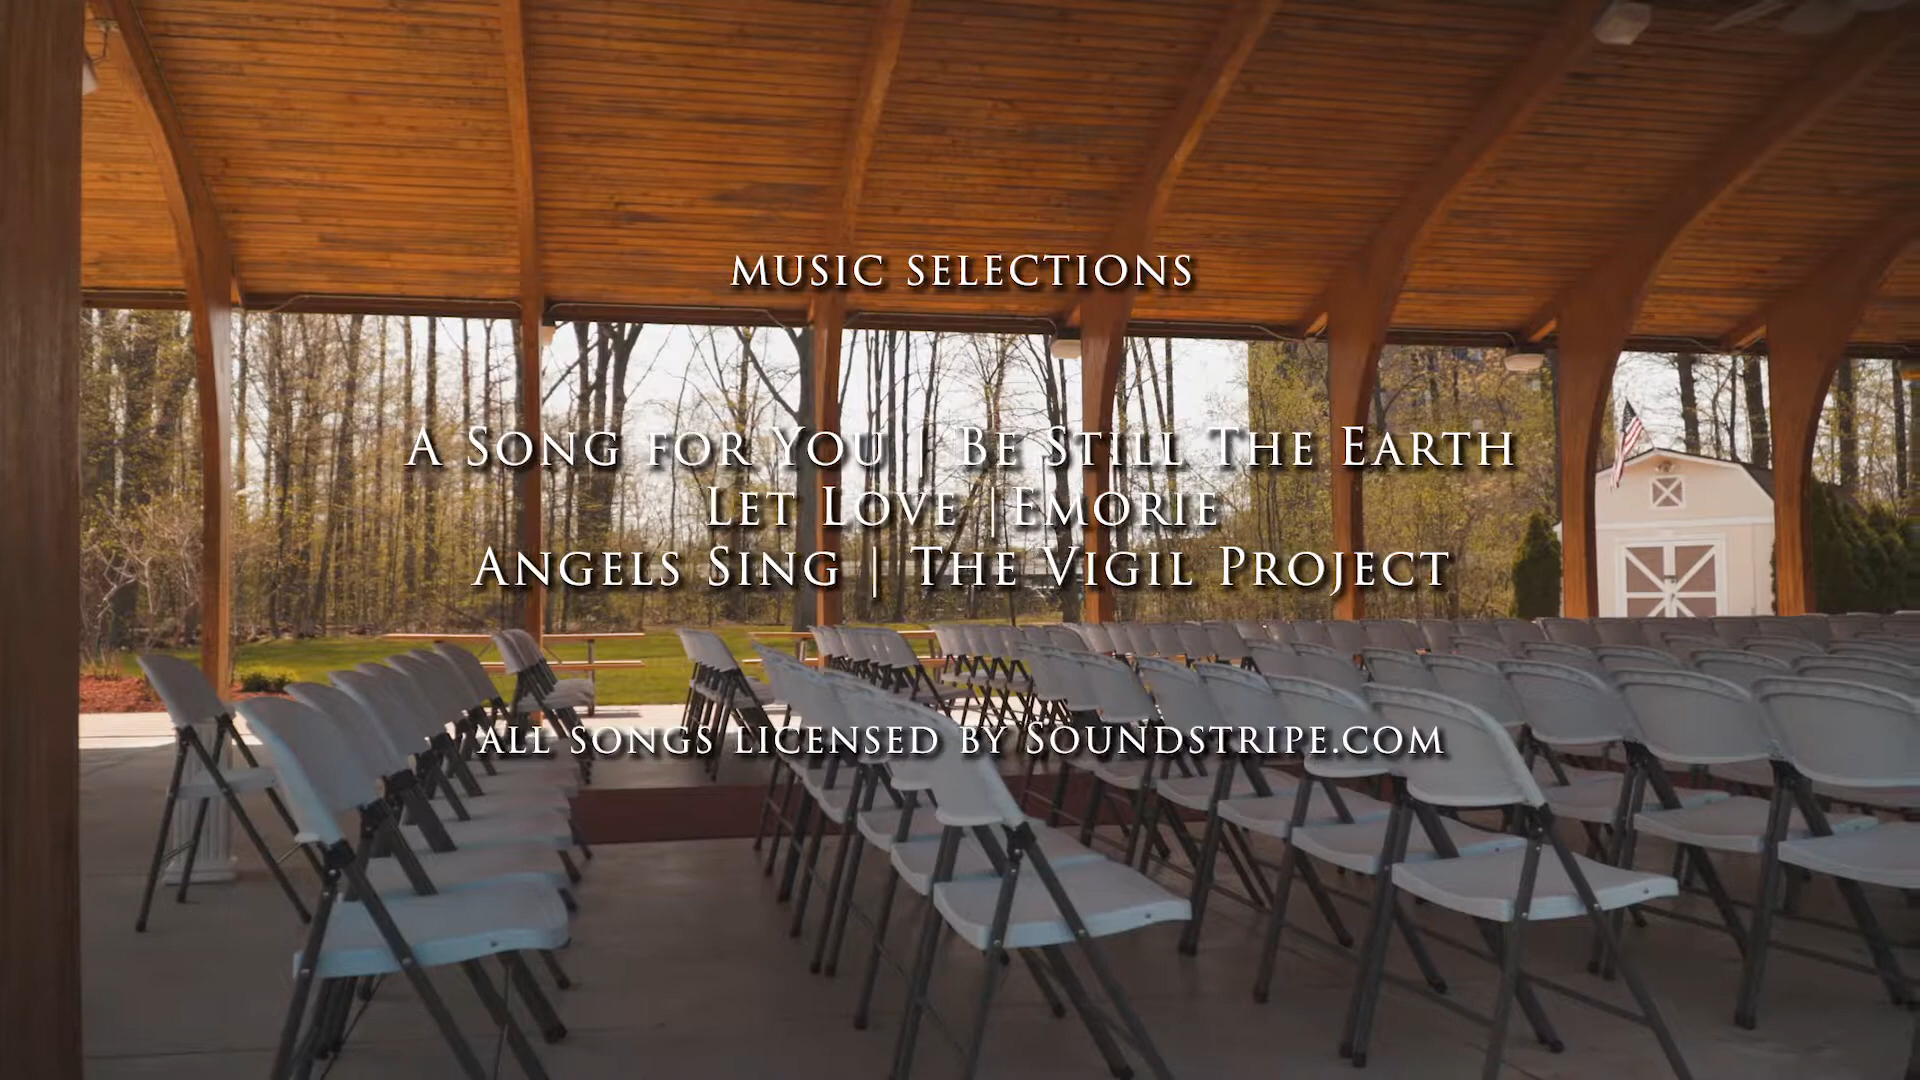 MUSIC SELECTIONS
A SONG FOR YOU | BE STILL THE EARTH
LET LOVE |EMORIE
ANGELS SING | THE VIGIL PROJECT
ALL SONGS LICENSED BY SOUNDSTRIPE.COM